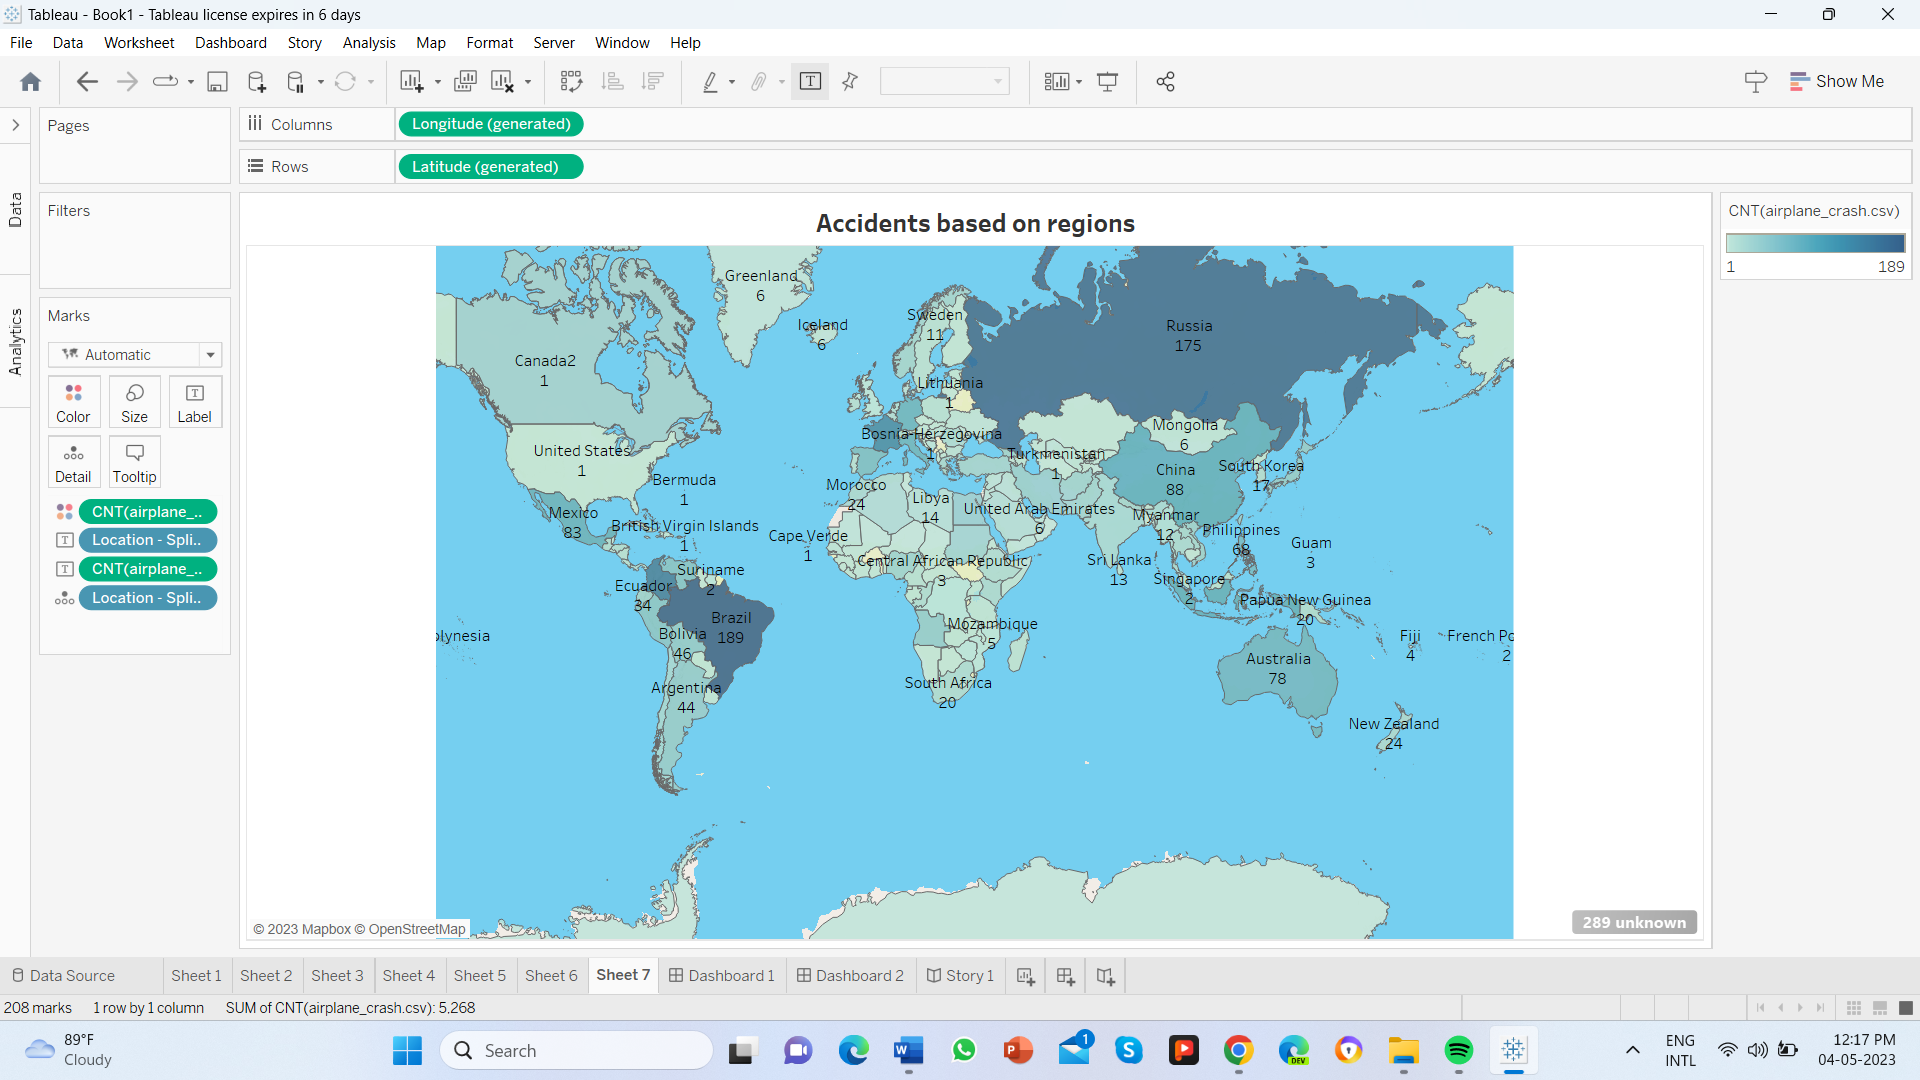 Tableau - Book1 - Tableau license expires in 6 days
File Data Worksheet Dashboard Story Analysis Map Format Server Window Help
Show Me
Pages
Columns
Longitude (generated)
Rows
Latitude (generated)
Data
Analytics
Filters
Marks
Automatic
Color Size Label
Detail Tooltip
CNT(airplane_..
Location - Spli..
CNT(airplane_..
Location - Spli..
Accidents based on regions
CNT(airplane_crash.csv)
1 189
Greenland
6
Iceland
6
Sweden
11
Russia
175
Canada2
1
Lithuania
1
Bosnia-Herzegovina
1
Mongolia
6
United States
1
Turkmenistan
1
China
88
South Korea
17
Bermuda
1
Morocco
24
Libya
14
United Arab Emirates
6
Myanmar
12
Mexico
83
British Virgin Islands
1
Cape Verde
1
Philippines
68
Guam
3
Central African Republic
3
Sri Lanka
13
Suriname
2
Singapore
2
Ecuador
34
Papua New Guinea
20
Brazil
189
Mozambique
5
Bolivia
46
olynesia
Fiji
4
French Po
2
Australia
78
Argentina
44
South Africa
20
New Zealand
24
© 2023 Mapbox © OpenStreetMap
289 unknown
Data Source Sheet 1 Sheet 2 Sheet 3 Sheet 4 Sheet 5 Sheet 6 Sheet 7 Dashboard 1 Dashboard 2 Story 1
208 marks 1 row by 1 column SUM of CNT(airplane_crash.csv): 5,268
89°F
Cloudy
Search
1
DEV
ENG
INTL
12:17 PM
04-05-2023